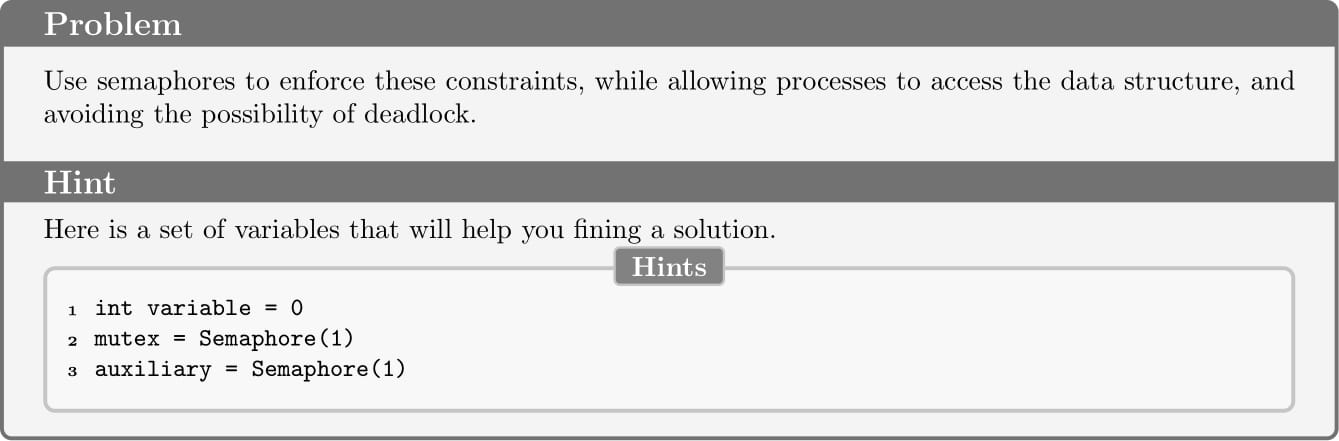 Problem
Use semaphores to enforce these constraints, while allowing processes to access the data structure, and
avoiding the possibility of deadlock.
Hint
Here is a set of variables that will help you fining a solution.
Hints
1 int variable = 0
2 mutex = Semaphore(1)
3 auxiliary = Semaphore(1)